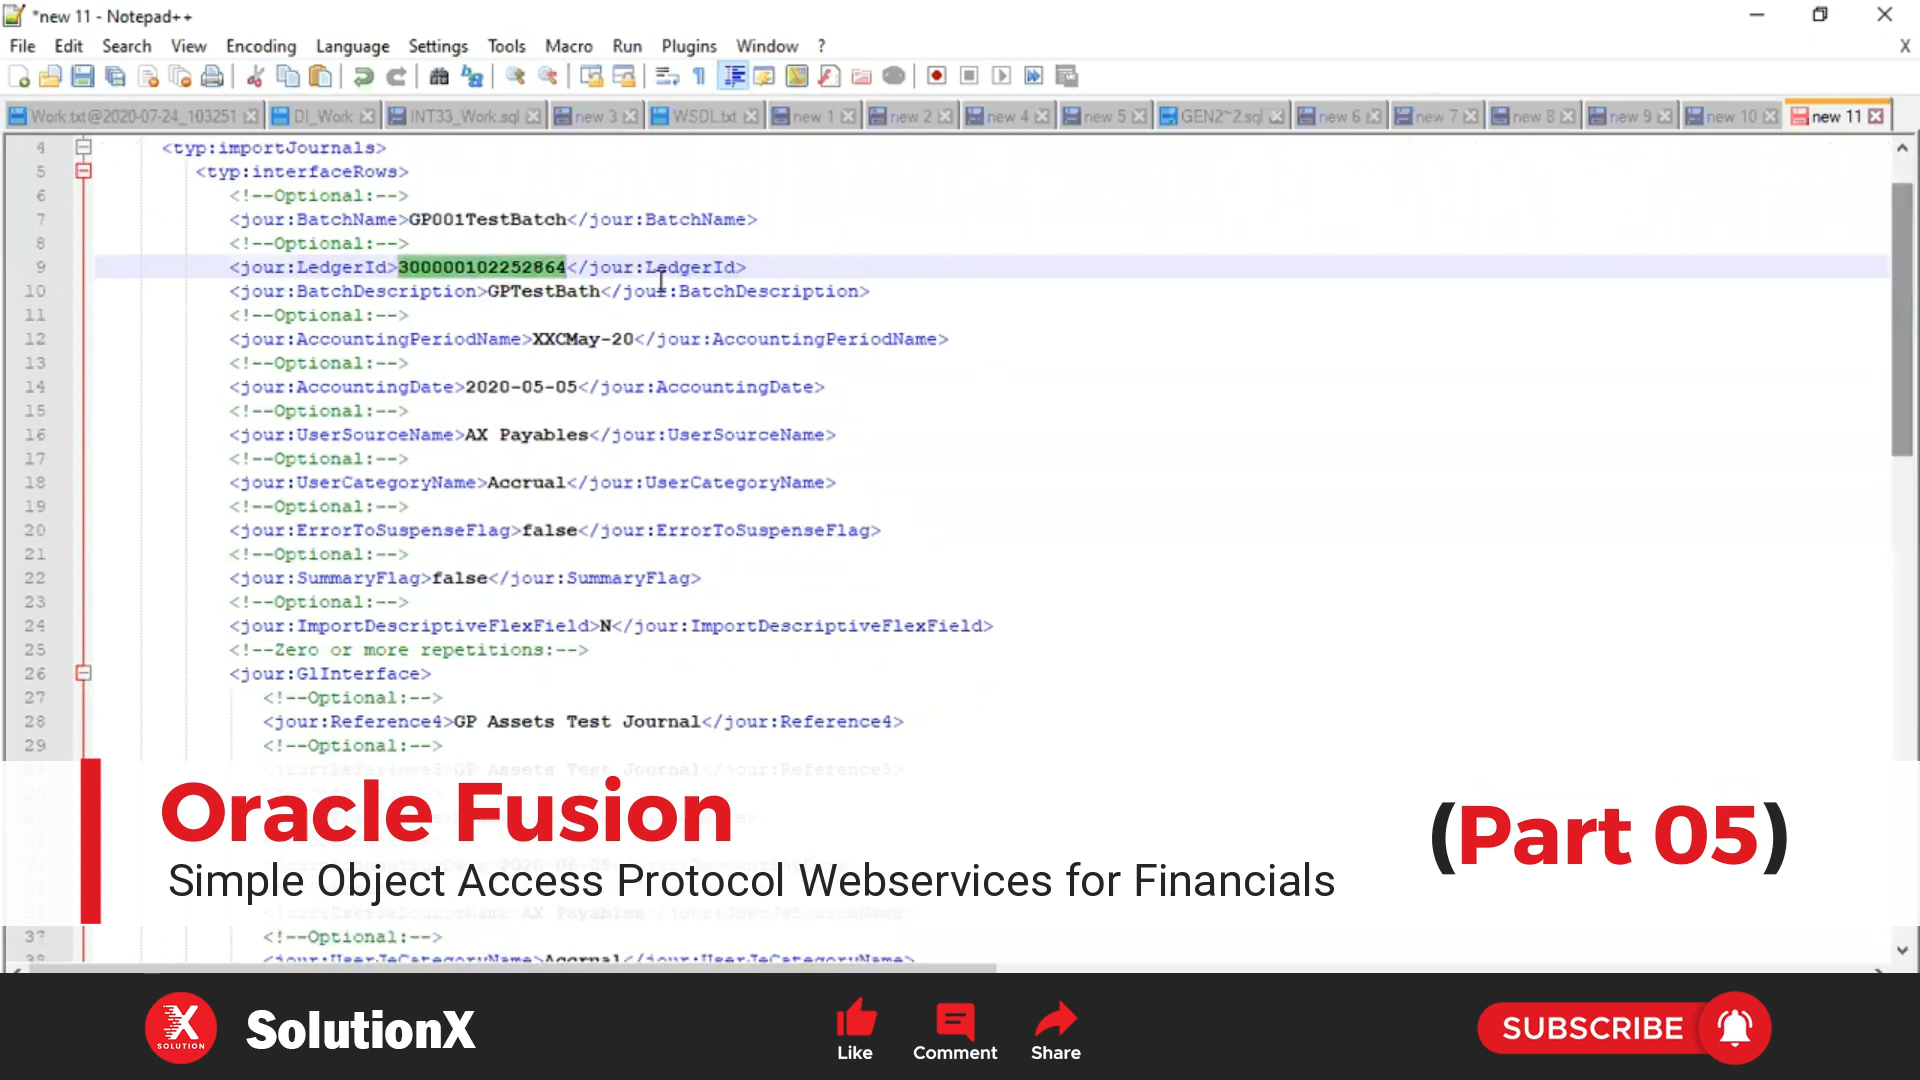 *new 11 - Notepad++
File Edit Search View Encoding Language Settings Tools Macro Run Plugins Window ?
X
Work.txt@2020-07-24_103251 DI_Work INT33_Work.sql new 3 WSDL.txt new 1 new 2 new 4 new 5 GEN2~2.sql new 6 new 7 new 8 new 9 new 10 new 11
4 <typ:importJournals>
5 <typ:interfaceRows>
6 <!--Optional:-->
7 <jour:BatchName>GP001TestBatch</jour:BatchName>
8 <!--Optional:-->
9 <jour:LedgerId>300000102252864</jour:LedgerId>
10 <jour:BatchDescription>GPTestBath</jour:BatchDescription>
11 <!--Optional:-->
12 <jour:AccountingPeriodName>XXCMay-20</jour:AccountingPeriodName>
13 <!--Optional:-->
14 <jour:AccountingDate>2020-05-05</jour:AccountingDate>
15 <!--Optional:-->
16 <jour:UserSourceName>AX Payables</jour:UserSourceName>
17 <!--Optional:-->
18 <jour:UserCategoryName>Accrual</jour:UserCategoryName>
19 <!--Optional:-->
20 <jour:ErrorToSuspenseFlag>false</jour:ErrorToSuspenseFlag>
21 <!--Optional:-->
22 <jour:SummaryFlag>false</jour:SummaryFlag>
23 <!--Optional:-->
24 <jour:ImportDescriptiveFlexField>N</jour:ImportDescriptiveFlexField>
25 <!--Zero or more repetitions:-->
26 <jour:GlInterface>
27 <!--Optional:-->
28 <jour:Reference4>GP Assets Test Journal</jour:Reference4>
29 <!--Optional:-->
Oracle Fusion
Simple Object Access Protocol Webservices for Financials
(Part 05)
37 <!--Optional:-->
38 <jour:UserJeCategoryName>Accrual</jour:UserJeCategoryName>
X
SOLUTION
SolutionX
Like
Comment
Share
SUBSCRIBE